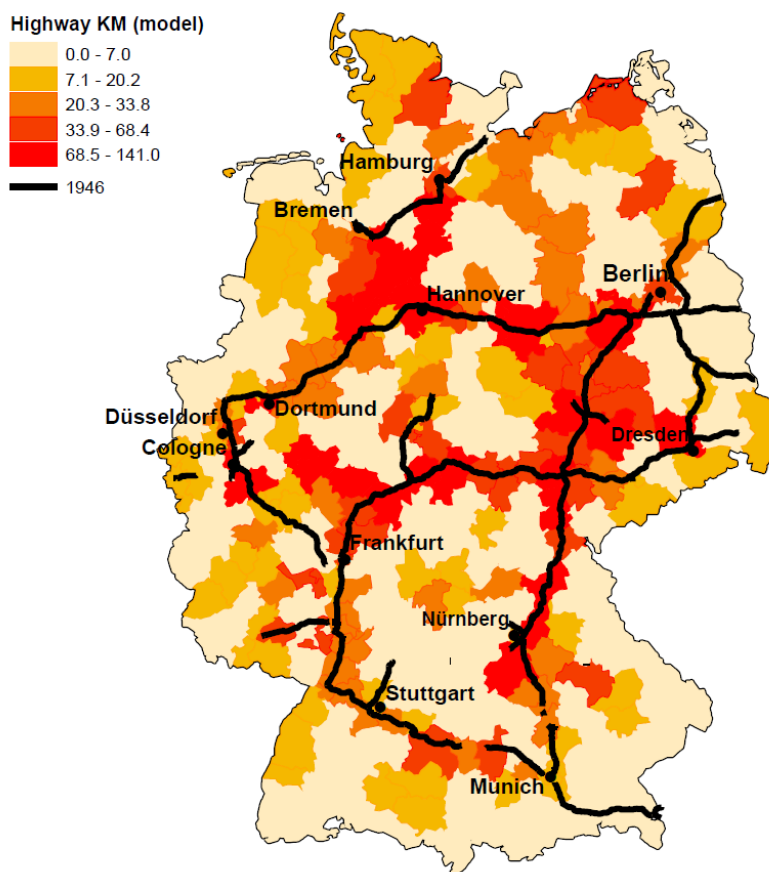 Highway KM (model)
0.0 - 7.0
7.1 - 20.2
20.3 - 33.8
33.9 - 68.4
68.5 - 141.0
1946
Hamburg
Bremen
Berlin
Hannover
Dortmund
Düsseldorf
Cologne
Dresden
Frankfurt
Nürnberg
Stuttgart
Munich